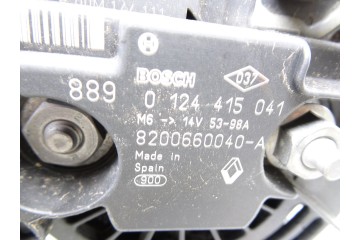 BOSCH
037
889 0 124 415 041
M6 -> 14V 53-98A
8200660040-A
Made in
Spain
900